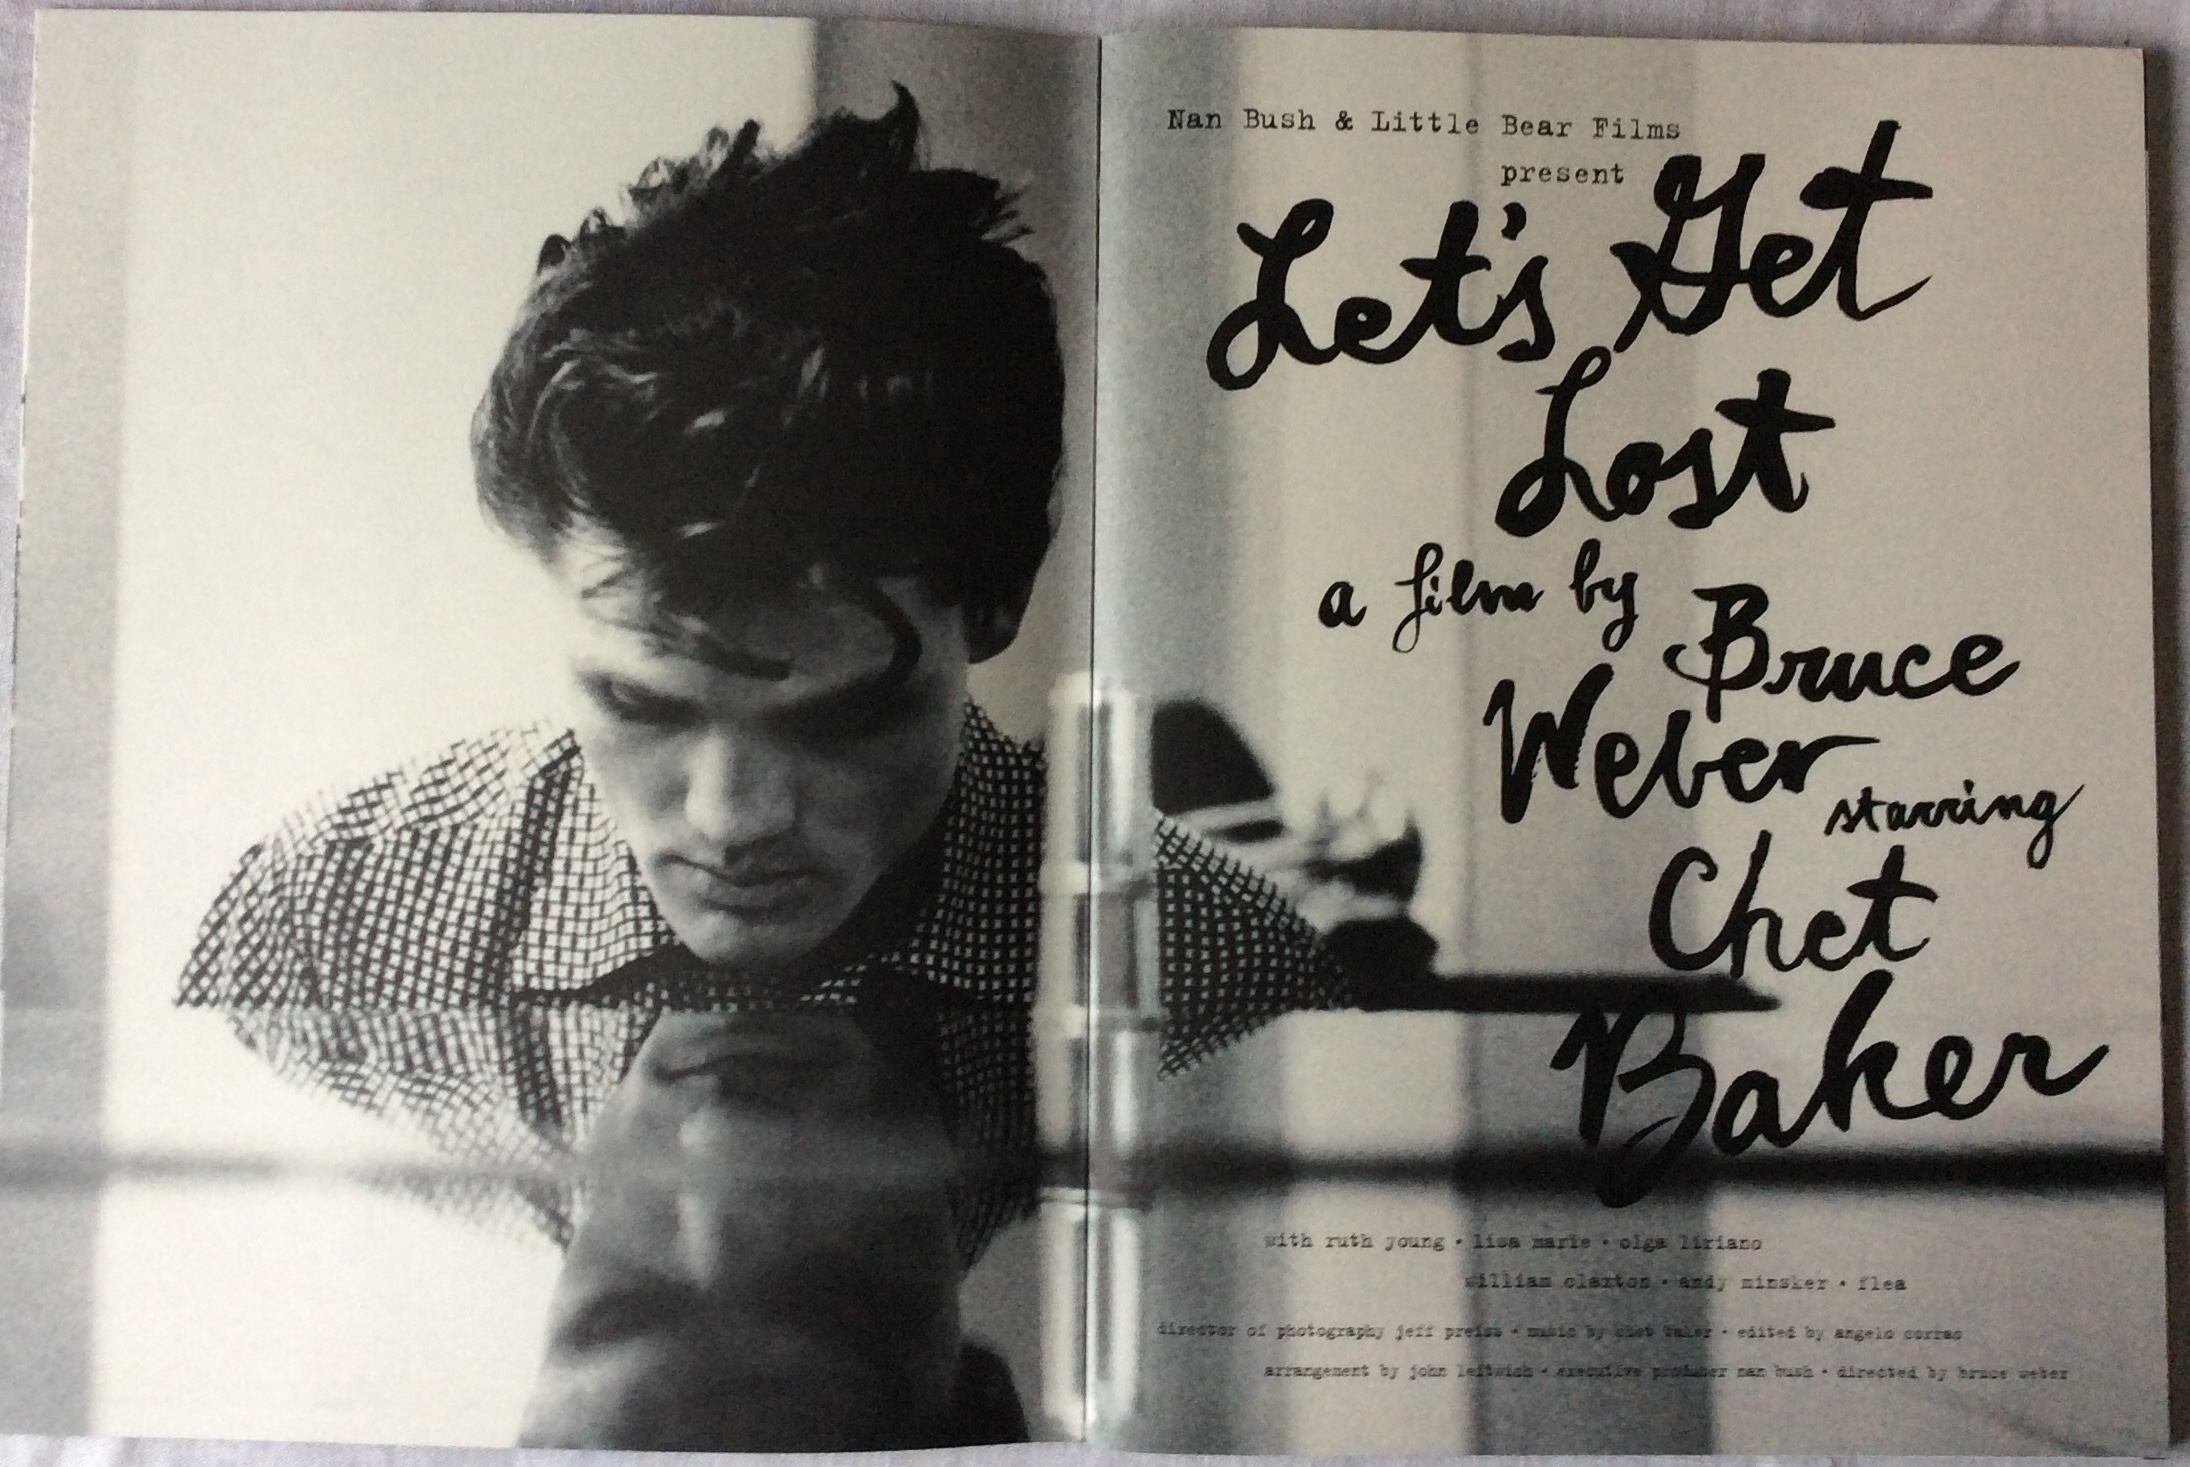 Nan Bush & Little Bear Films
present
Let's Get
Lost
a film by
Bruce
Weber
starring
Chet
Baker
with ruth young • lisa marie • olga liriano
william claxton • andy minsker • flea
director of photography jeff preiss • music by chet baker • edited by angelo corrao
arrangement by john leftwich • executive producer nan bush • directed by bruce weber